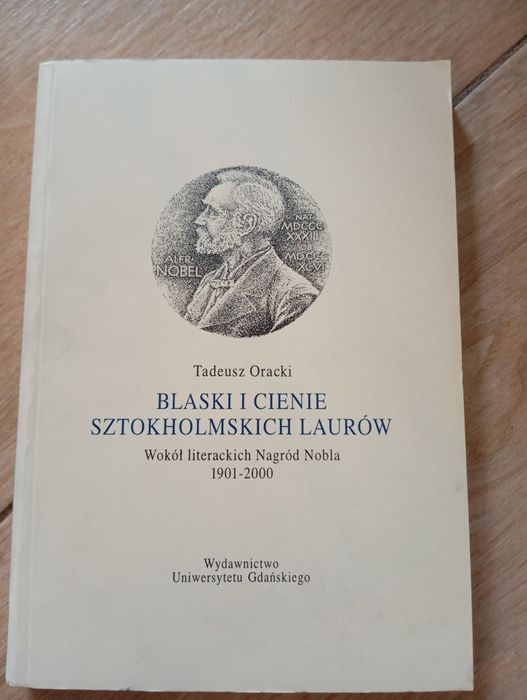 ALFR·
NOBEL
NAT.
MDCCC
XXXIII
OB.
MDCCC
XCVI
Tadeusz Oracki
BLASKI I CIENIE
SZTOKHOLMSKICH LAURÓW
Wokół literackich Nagród Nobla
1901-2000
Wydawnictwo
Uniwersytetu Gdańskiego